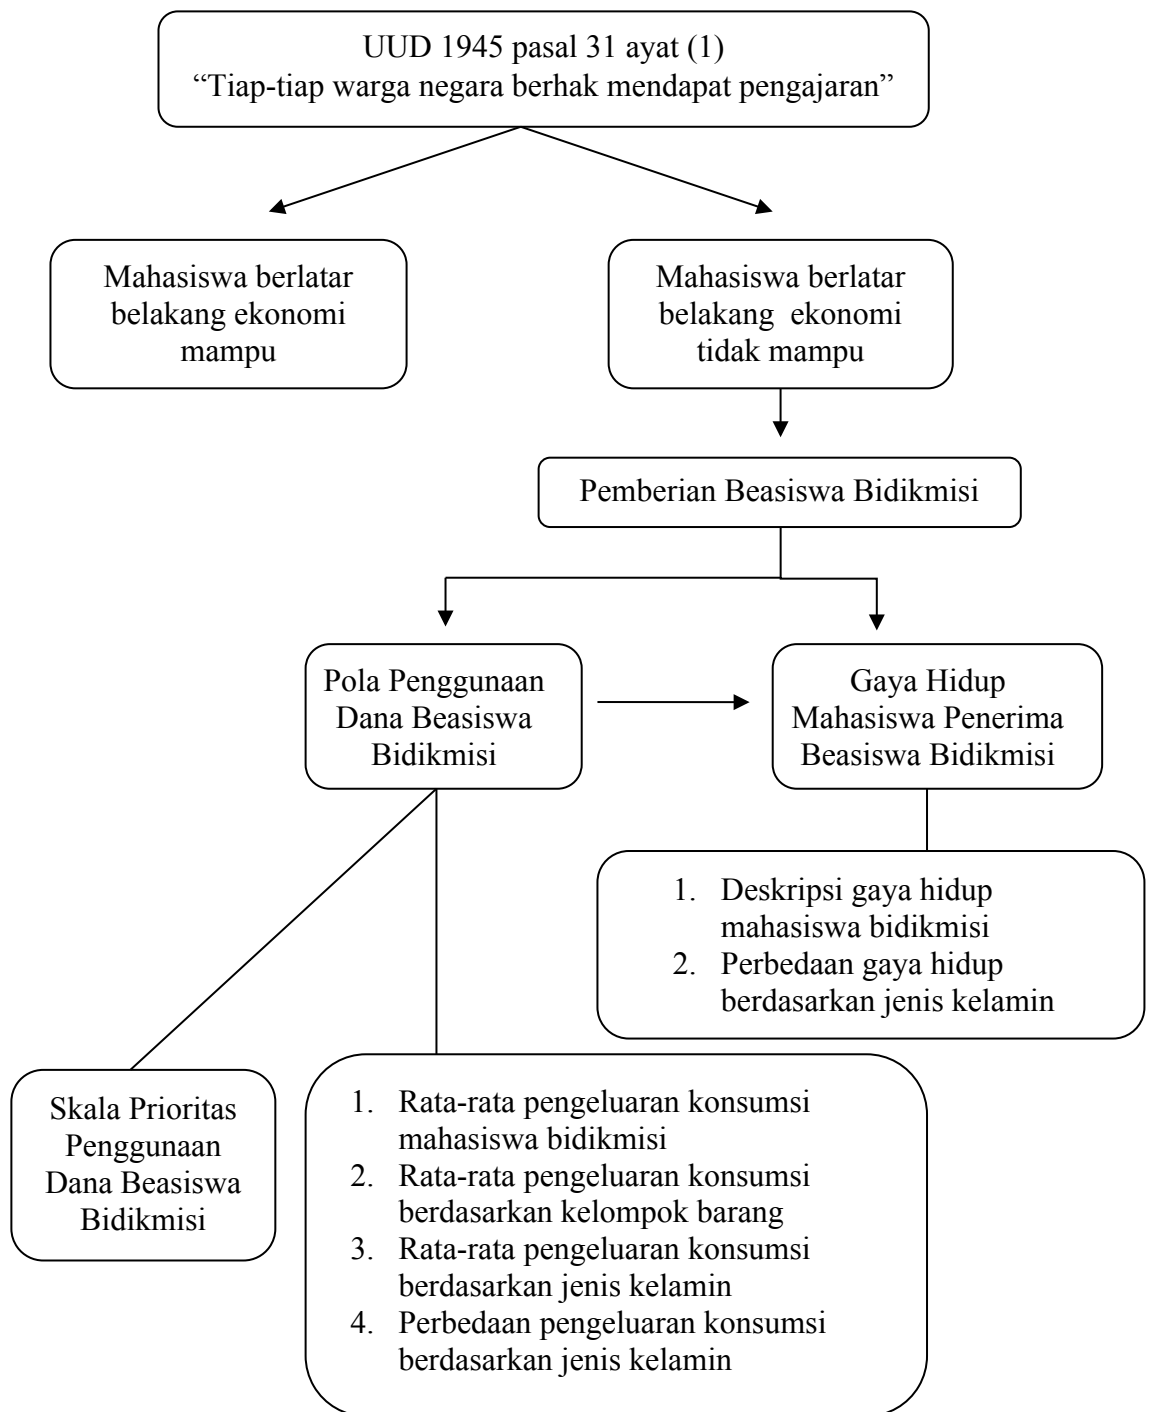 UUD 1945 pasal 31 ayat (1)
“Tiap-tiap warga negara berhak mendapat pengajaran”
Mahasiswa berlatar
belakang ekonomi
mampu
Mahasiswa berlatar
belakang ekonomi
tidak mampu
Pemberian Beasiswa Bidikmisi
Pola Penggunaan
Dana Beasiswa
Bidikmisi
Gaya Hidup
Mahasiswa Penerima
Beasiswa Bidikmisi
1. Deskripsi gaya hidup
mahasiswa bidikmisi
2. Perbedaan gaya hidup
berdasarkan jenis kelamin
Skala Prioritas
Penggunaan
Dana Beasiswa
Bidikmisi
1. Rata-rata pengeluaran konsumsi
mahasiswa bidikmisi
2. Rata-rata pengeluaran konsumsi
berdasarkan kelompok barang
3. Rata-rata pengeluaran konsumsi
berdasarkan jenis kelamin
4. Perbedaan pengeluaran konsumsi
berdasarkan jenis kelamin